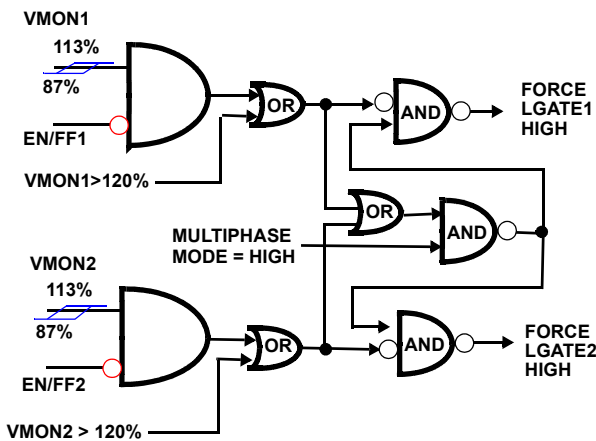 VMON1
113%
87%
EN/FF1
VMON1>120%
OR
AND
FORCE
LGATE1
HIGH
OR
AND
MULTIPHASE
MODE = HIGH
VMON2
113%
87%
EN/FF2
VMON2 > 120%
OR
AND
FORCE
LGATE2
HIGH